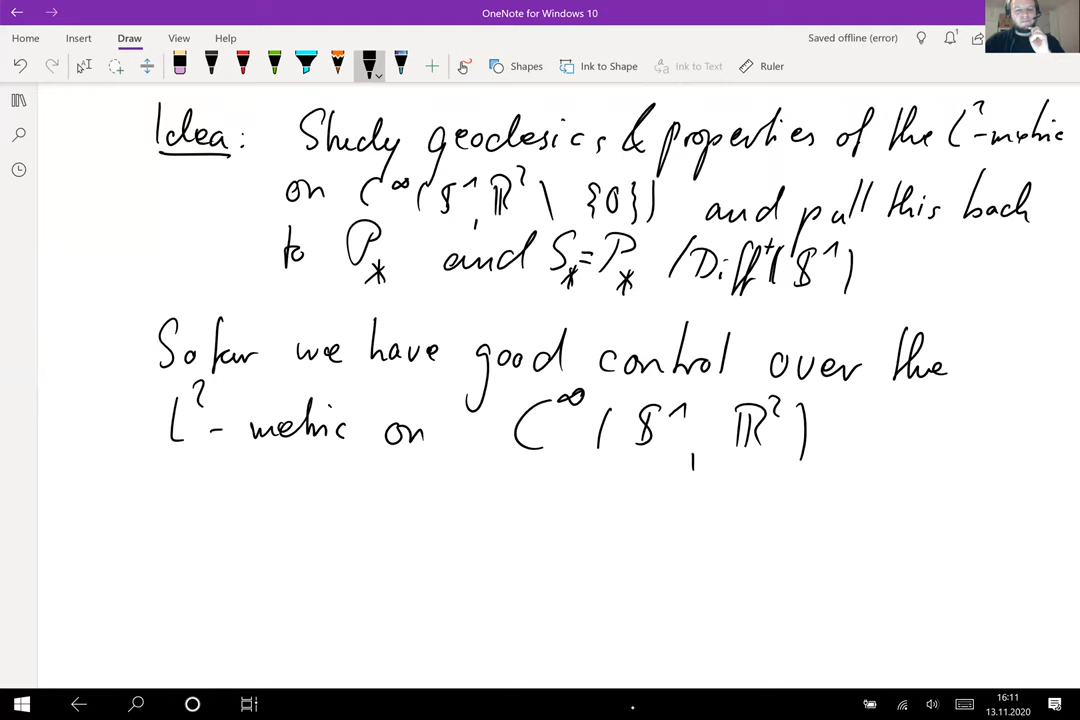 OneNote for Windows 10
Home Insert Draw View Help Saved offline (error)
Shapes Ink to Shape Ink to Text Ruler
Idea: Study geodesics & properties of the L²-metric
on C^∞(𝕊¹, ℝ² \ {0}) and pull this back
to P_* and S_* = P_* / Diff⁺(𝕊¹)
So far we have good control over the
L²-metric on C^∞(𝕊¹, ℝ²)
16:11
13.11.2020